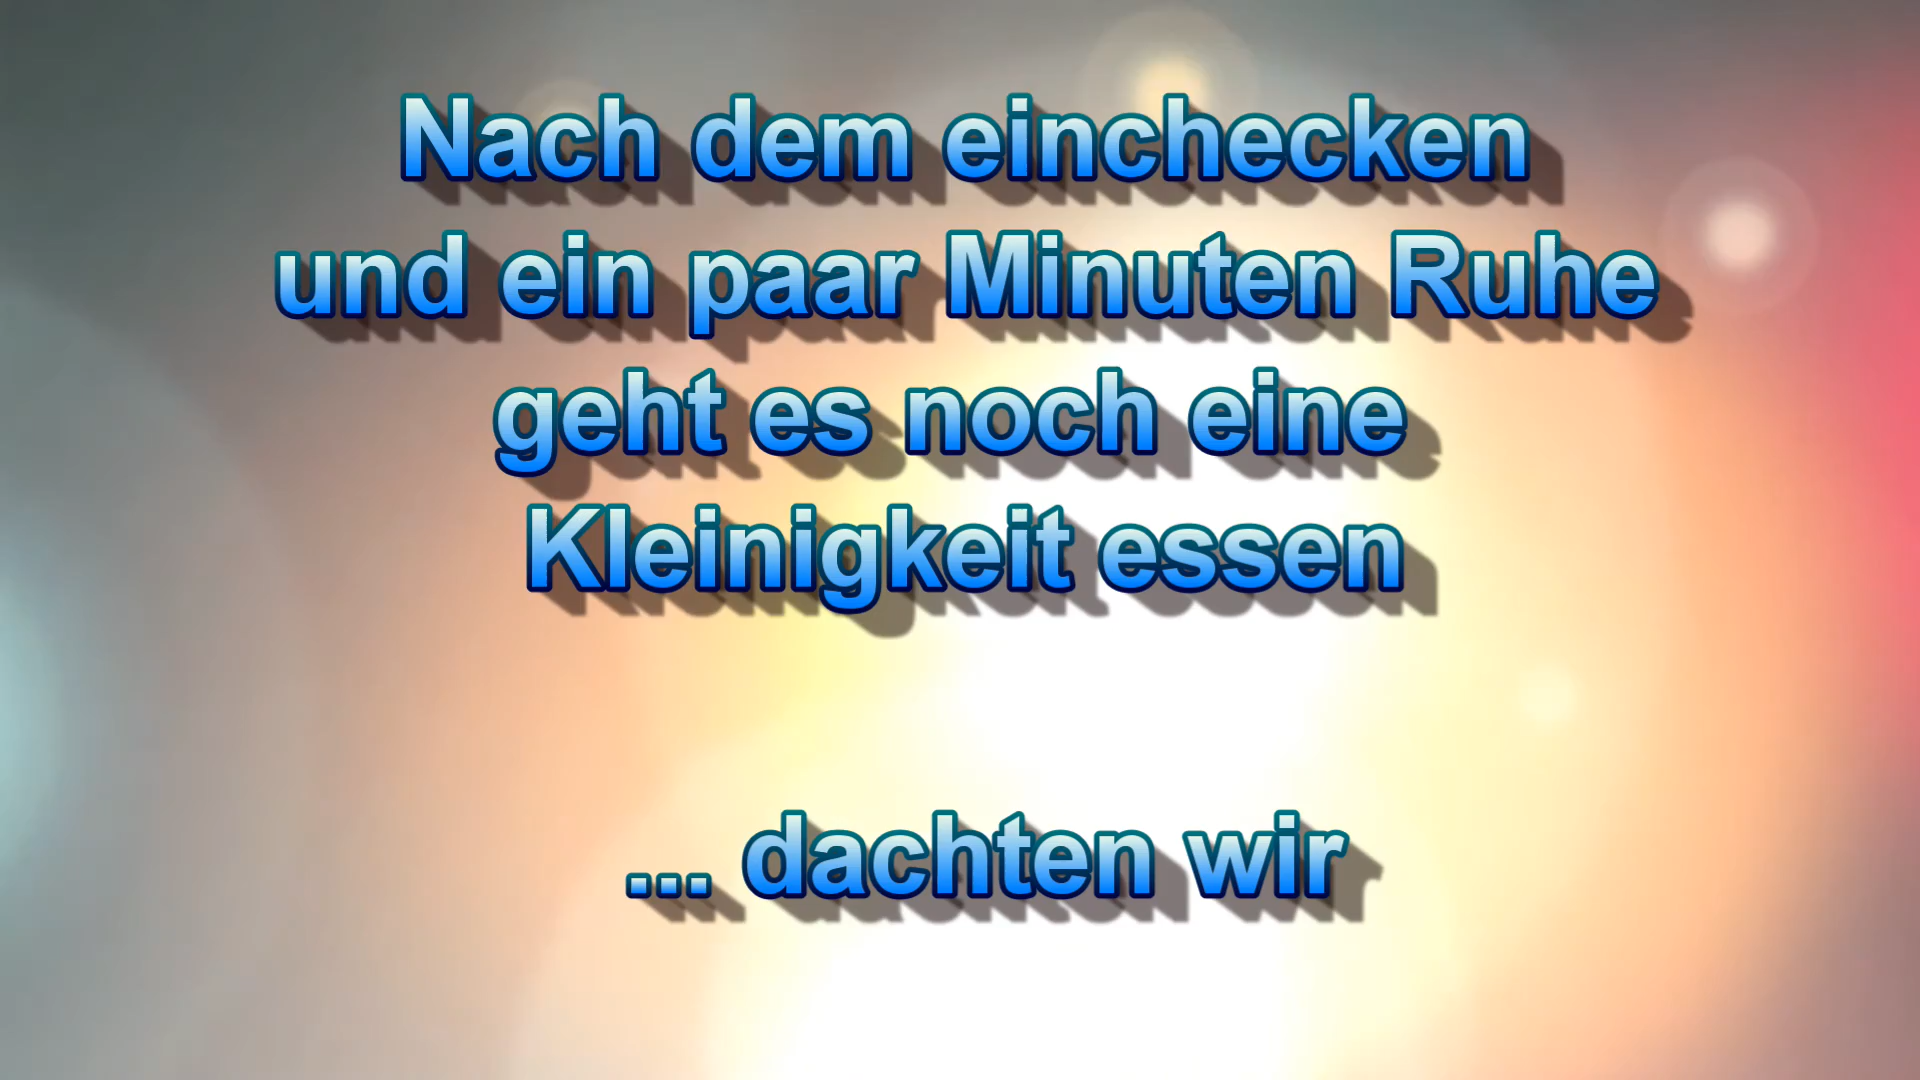 Nach dem einchecken
und ein paar Minuten Ruhe
geht es noch eine
Kleinigkeit essen
... dachten wir